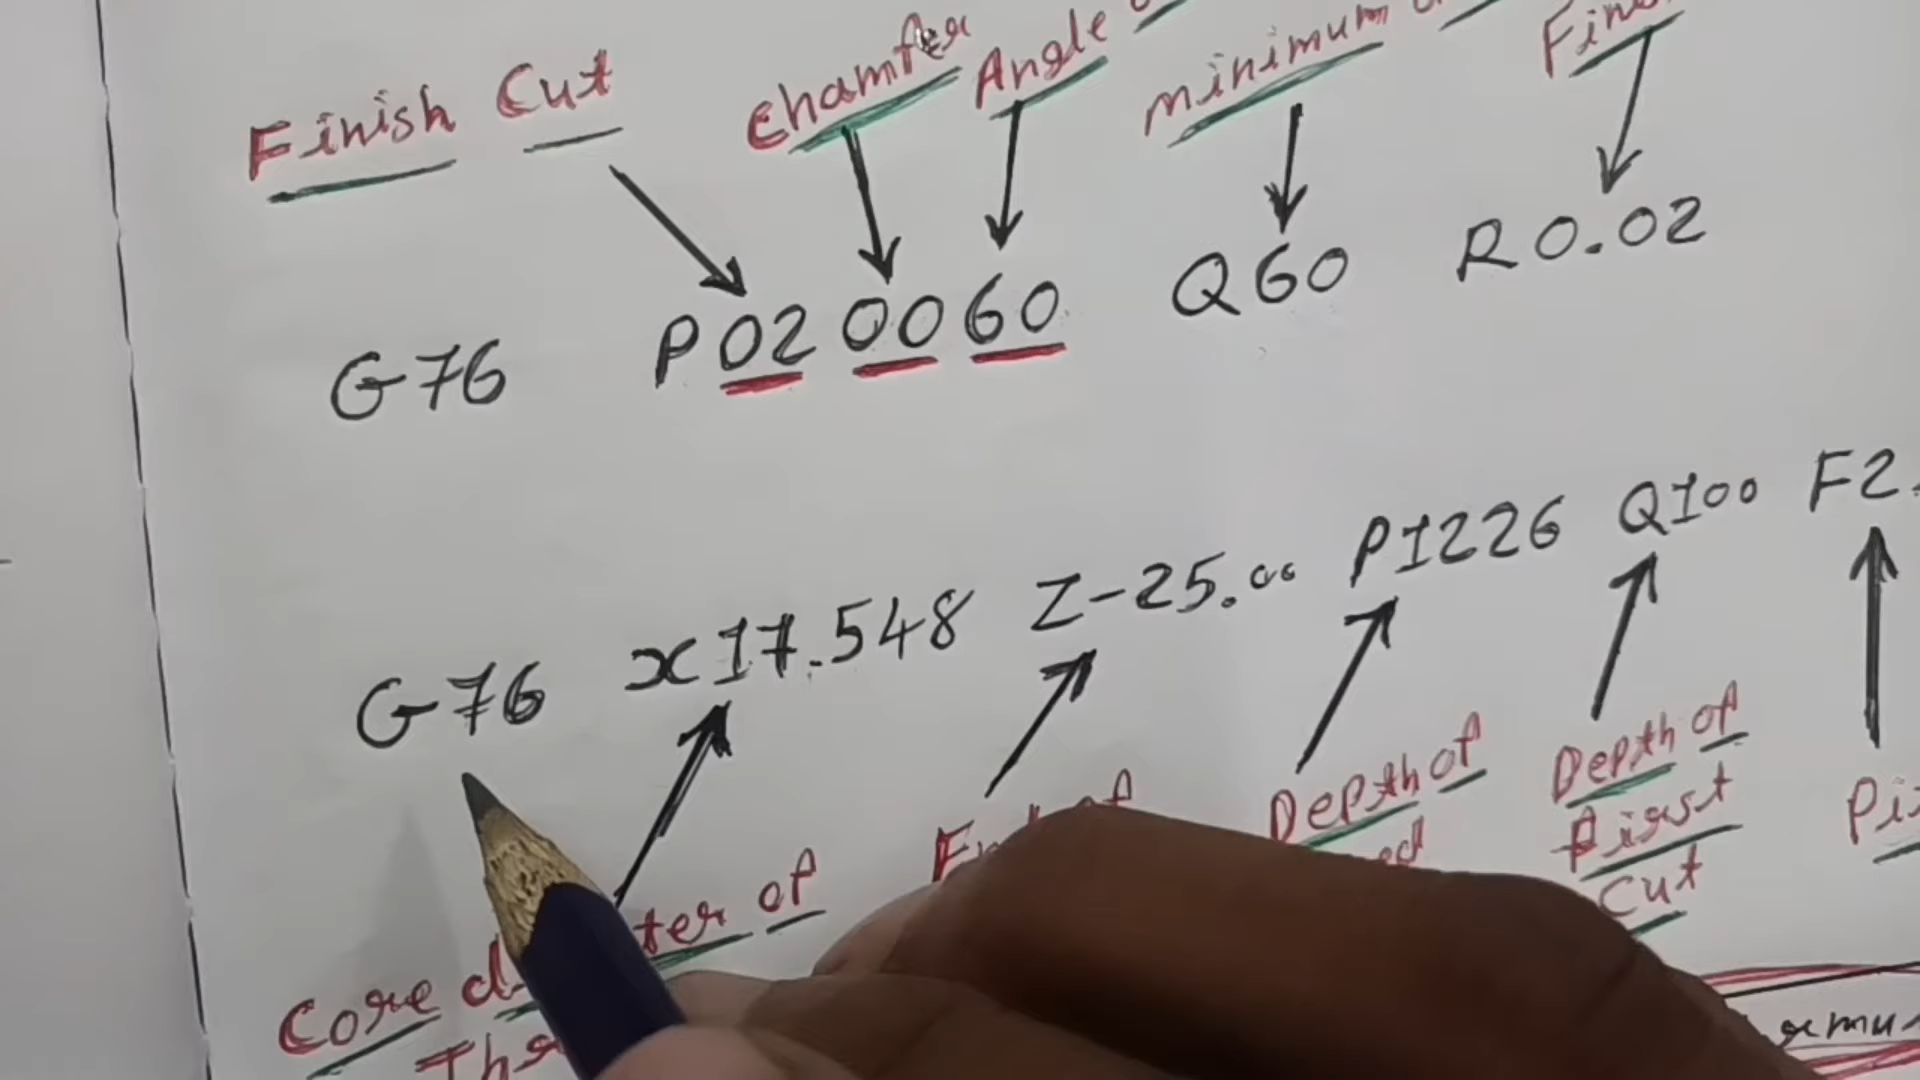 Finish Cut Chamfer Angle minimum
G76 P020060 Q60 R0.02
G76 x17.548 Z-25.00 P1226 Q100 F2.
Core of Depth of Depth of
First
Cut